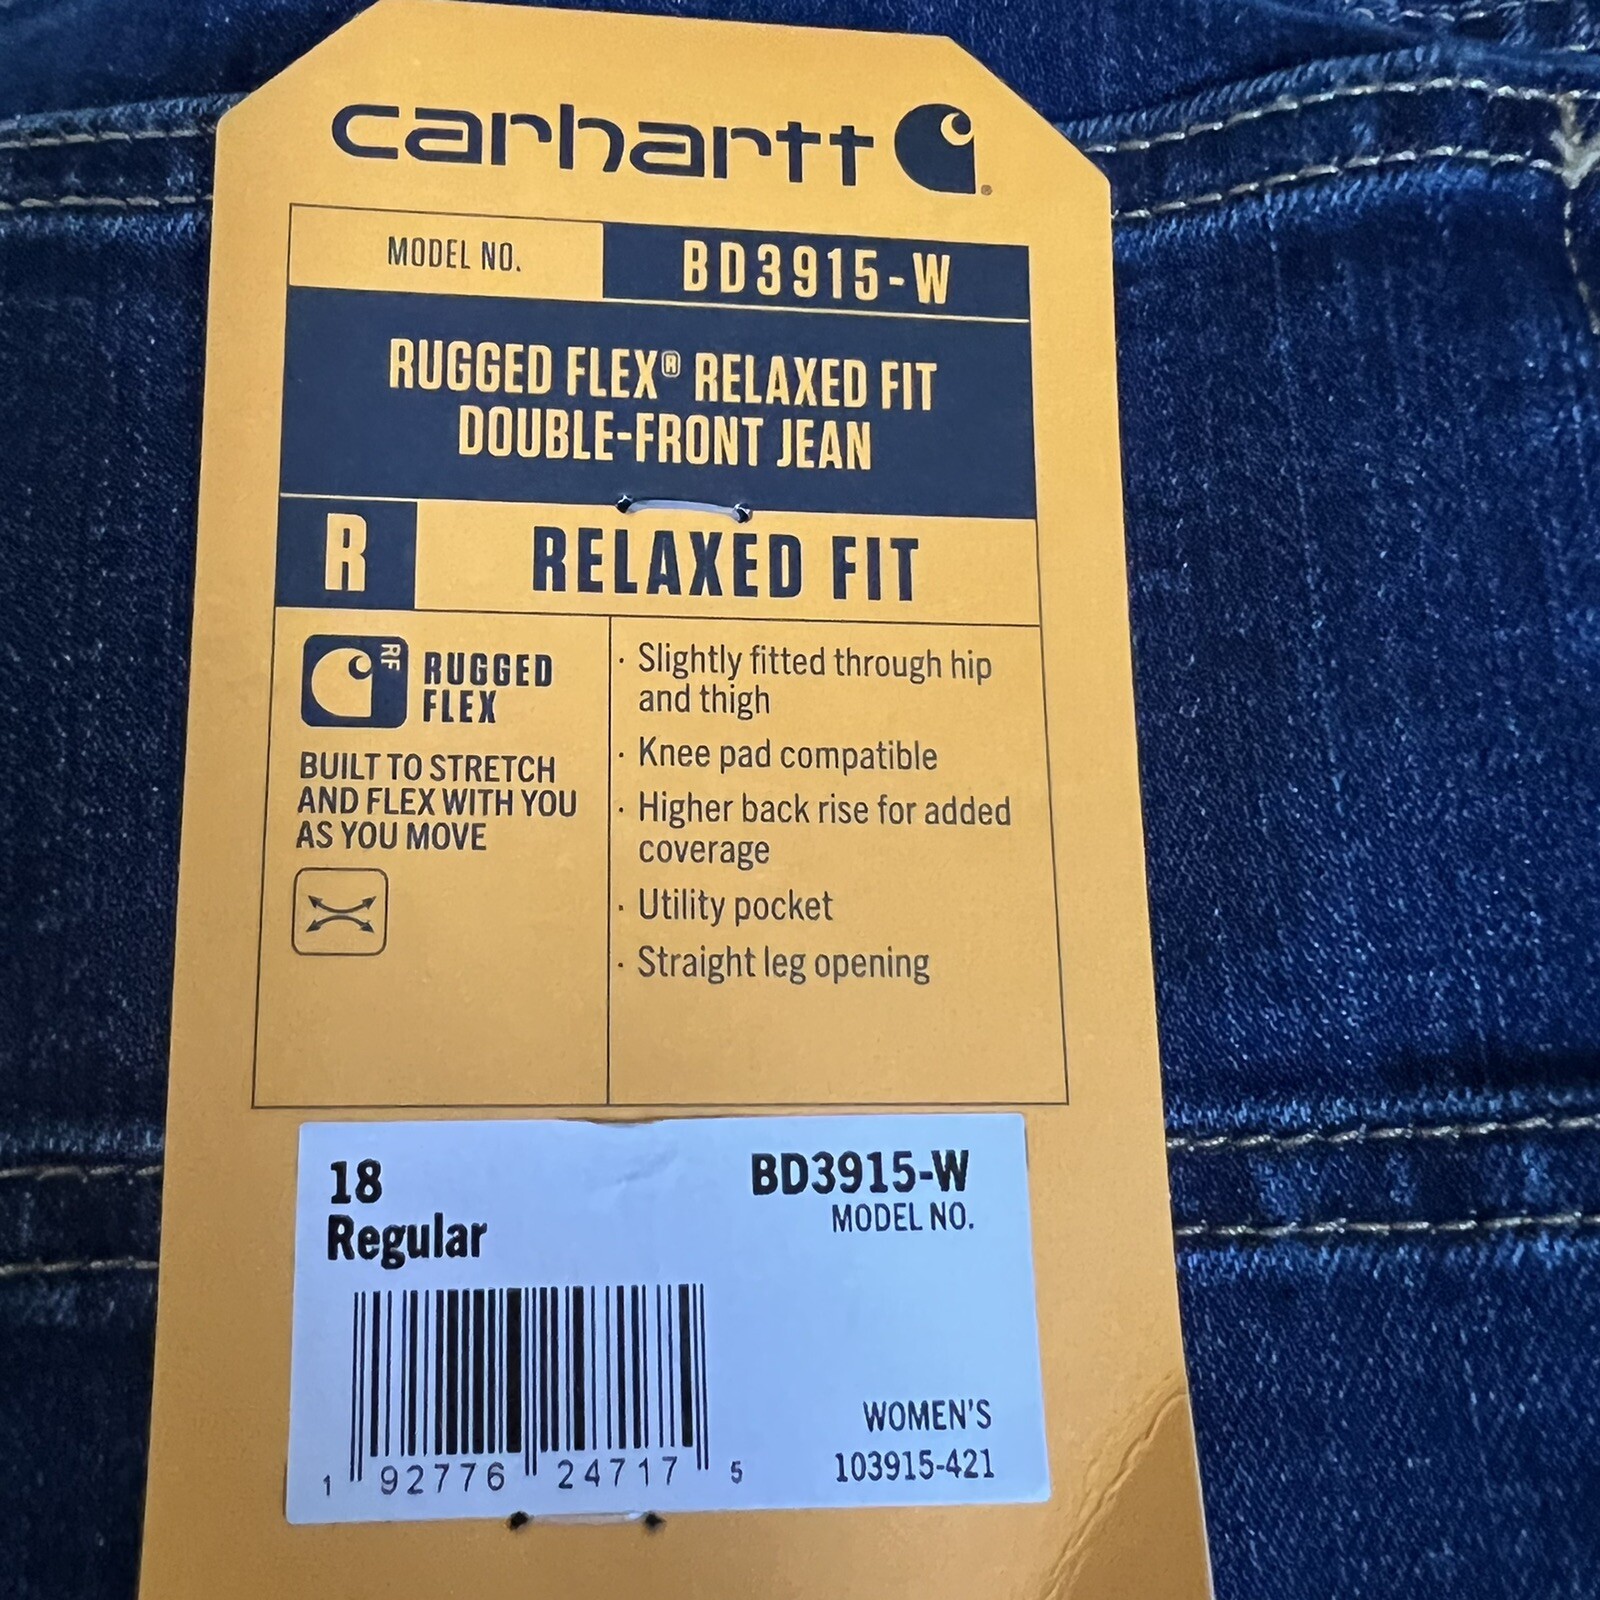 carhartt
MODEL NO. BD3915-W
RUGGED FLEX® RELAXED FIT
DOUBLE-FRONT JEAN
R RELAXED FIT
RF
RUGGED
FLEX
BUILT TO STRETCH
AND FLEX WITH YOU
AS YOU MOVE
· Slightly fitted through hip
and thigh
· Knee pad compatible
· Higher back rise for added
coverage
· Utility pocket
· Straight leg opening
18
Regular
BD3915-W
MODEL NO.
1 92776 24717 5
WOMEN'S
103915-421